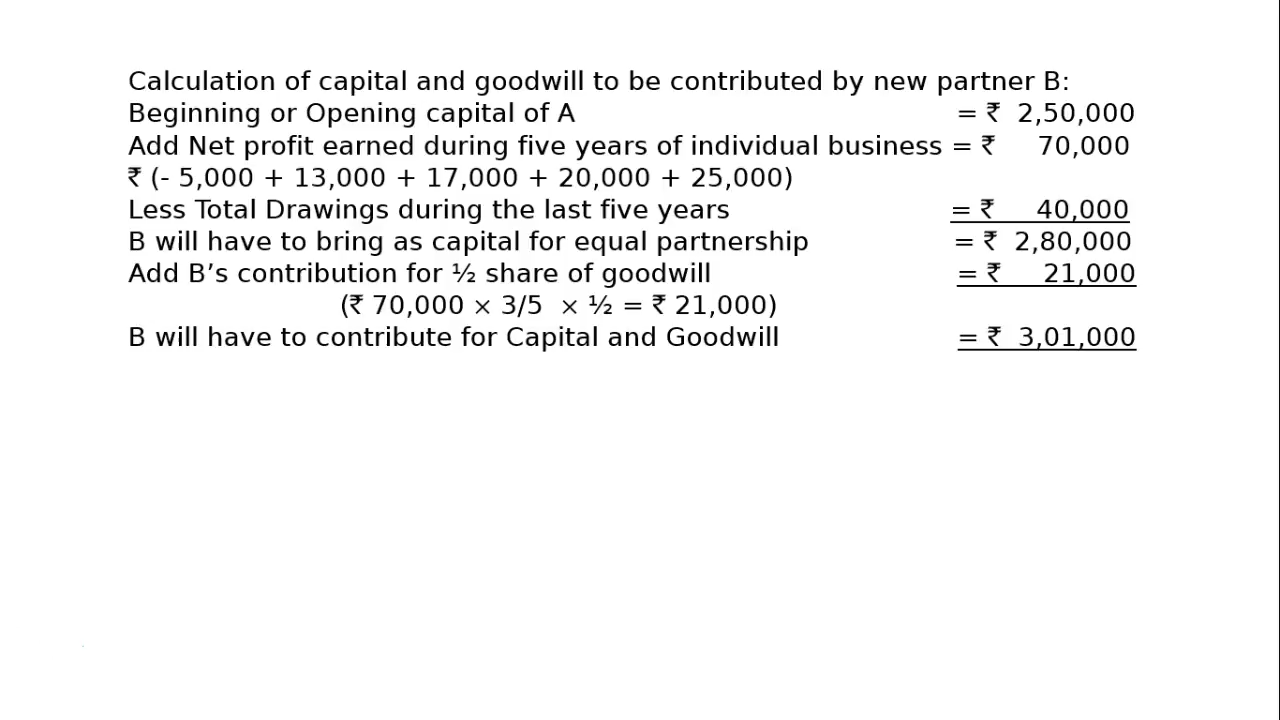 Calculation of capital and goodwill to be contributed by new partner B:
Beginning or Opening capital of A = ₹ 2,50,000
Add Net profit earned during five years of individual business = ₹ 70,000
₹ (- 5,000 + 13,000 + 17,000 + 20,000 + 25,000)
Less Total Drawings during the last five years = ₹ 40,000
B will have to bring as capital for equal partnership = ₹ 2,80,000
Add B’s contribution for ½ share of goodwill = ₹ 21,000
(₹ 70,000 × 3/5 × ½ = ₹ 21,000)
B will have to contribute for Capital and Goodwill = ₹ 3,01,000